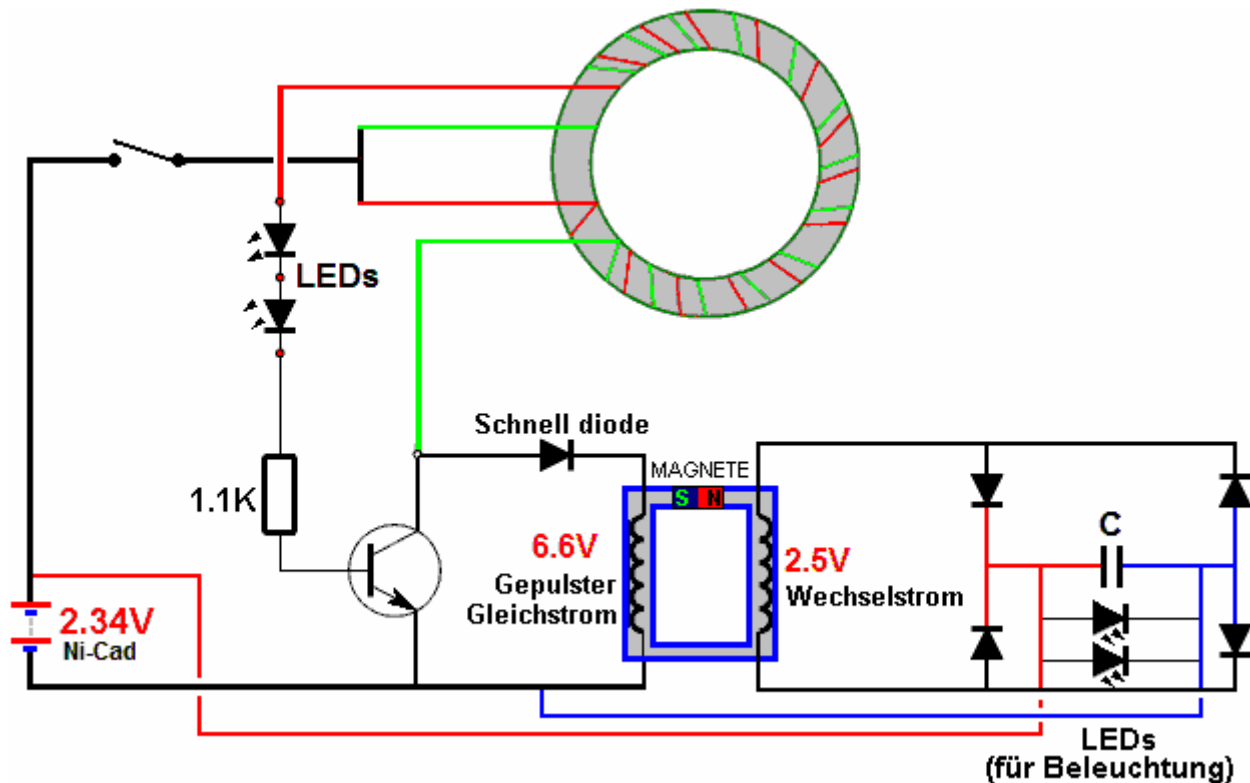 LEDs
Schnell diode
MAGNETE
S N
1.1K
6.6V
Gepulster
Gleichstrom
2.5V
Wechselstrom
C
2.34V
Ni-Cad
LEDs
(für Beleuchtung)